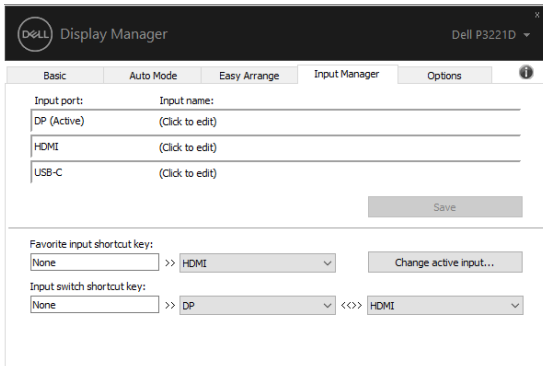 x
DELL Display Manager Dell P3221D
Basic Auto Mode Easy Arrange Input Manager Options i
Input port: Input name:
DP (Active) (Click to edit)
HDMI (Click to edit)
USB-C (Click to edit)
Save
Favorite input shortcut key:
None >> HDMI Change active input...
Input switch shortcut key:
None >> DP <<>> HDMI